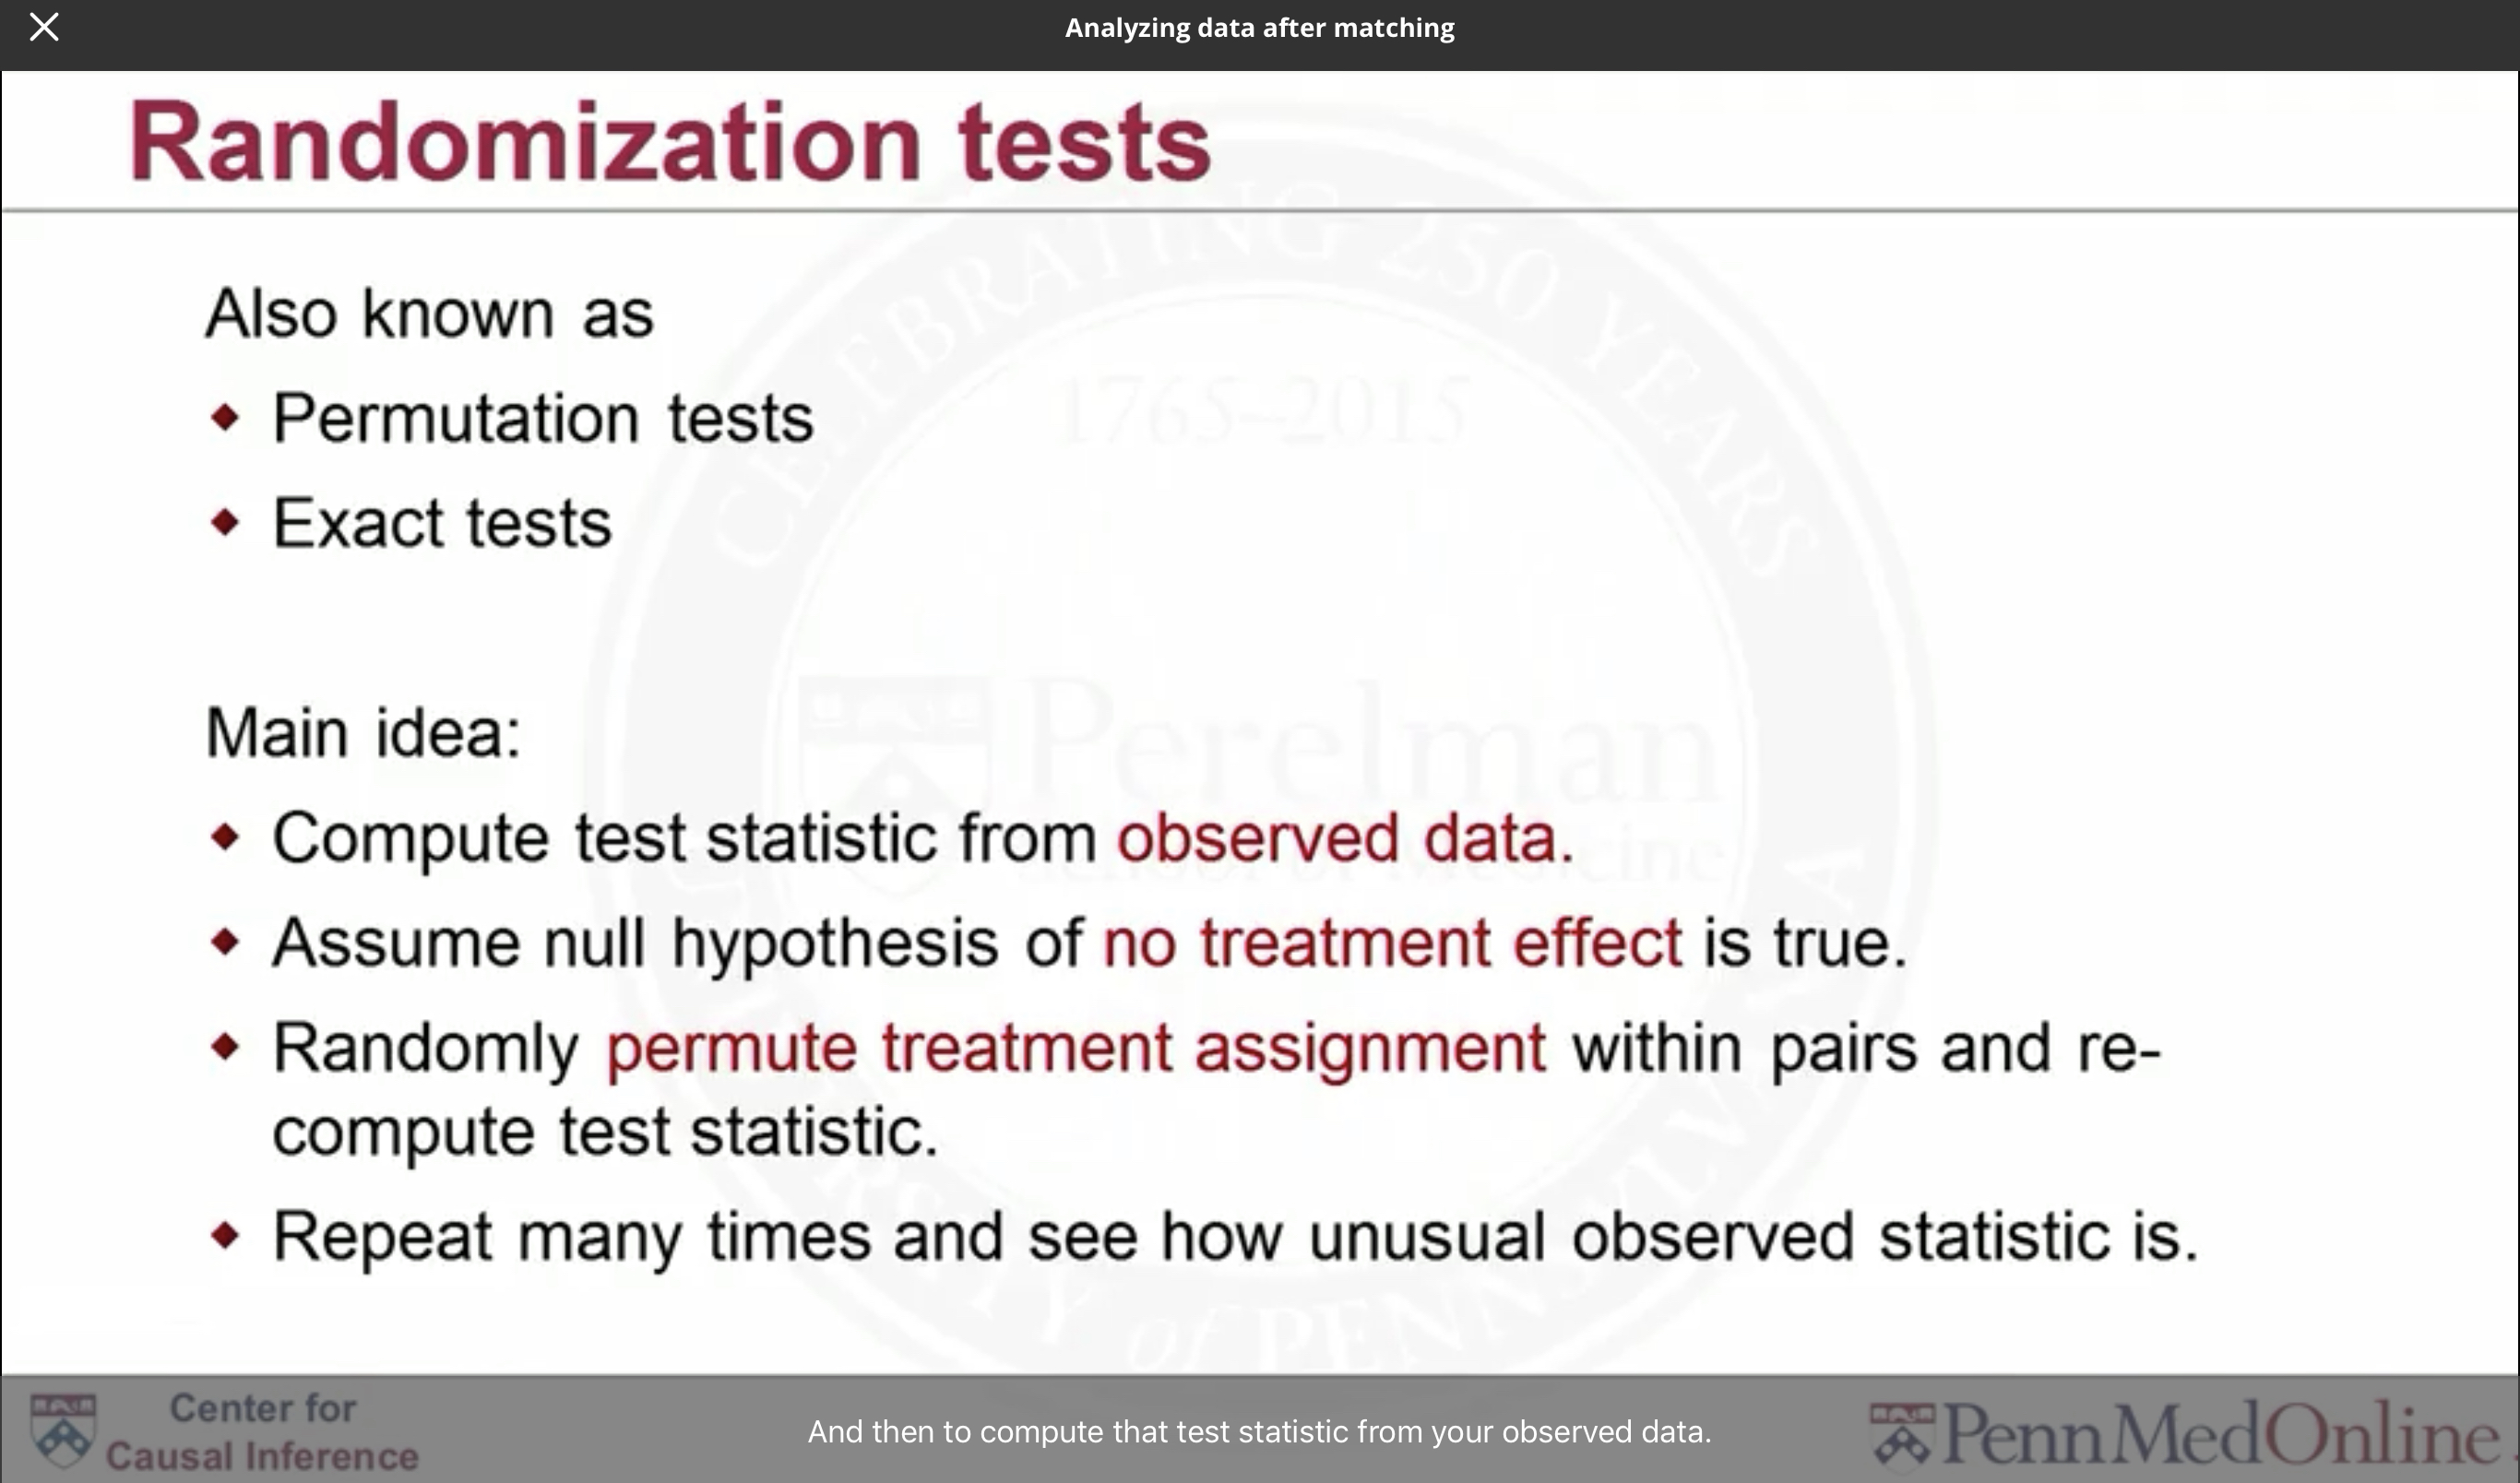 Analyzing data after matching
Randomization tests
Also known as
Permutation tests
Exact tests
Main idea:
Compute test statistic from observed data.
Assume null hypothesis of no treatment effect is true.
Randomly permute treatment assignment within pairs and re-
compute test statistic.
Repeat many times and see how unusual observed statistic is.
CELEBRATING 250 YEARS
1765–2015
Perelman
School of Medicine
UNIVERSITY of PENNSYLVANIA
Center for
Causal Inference
And then to compute that test statistic from your observed data.
PennMedOnline